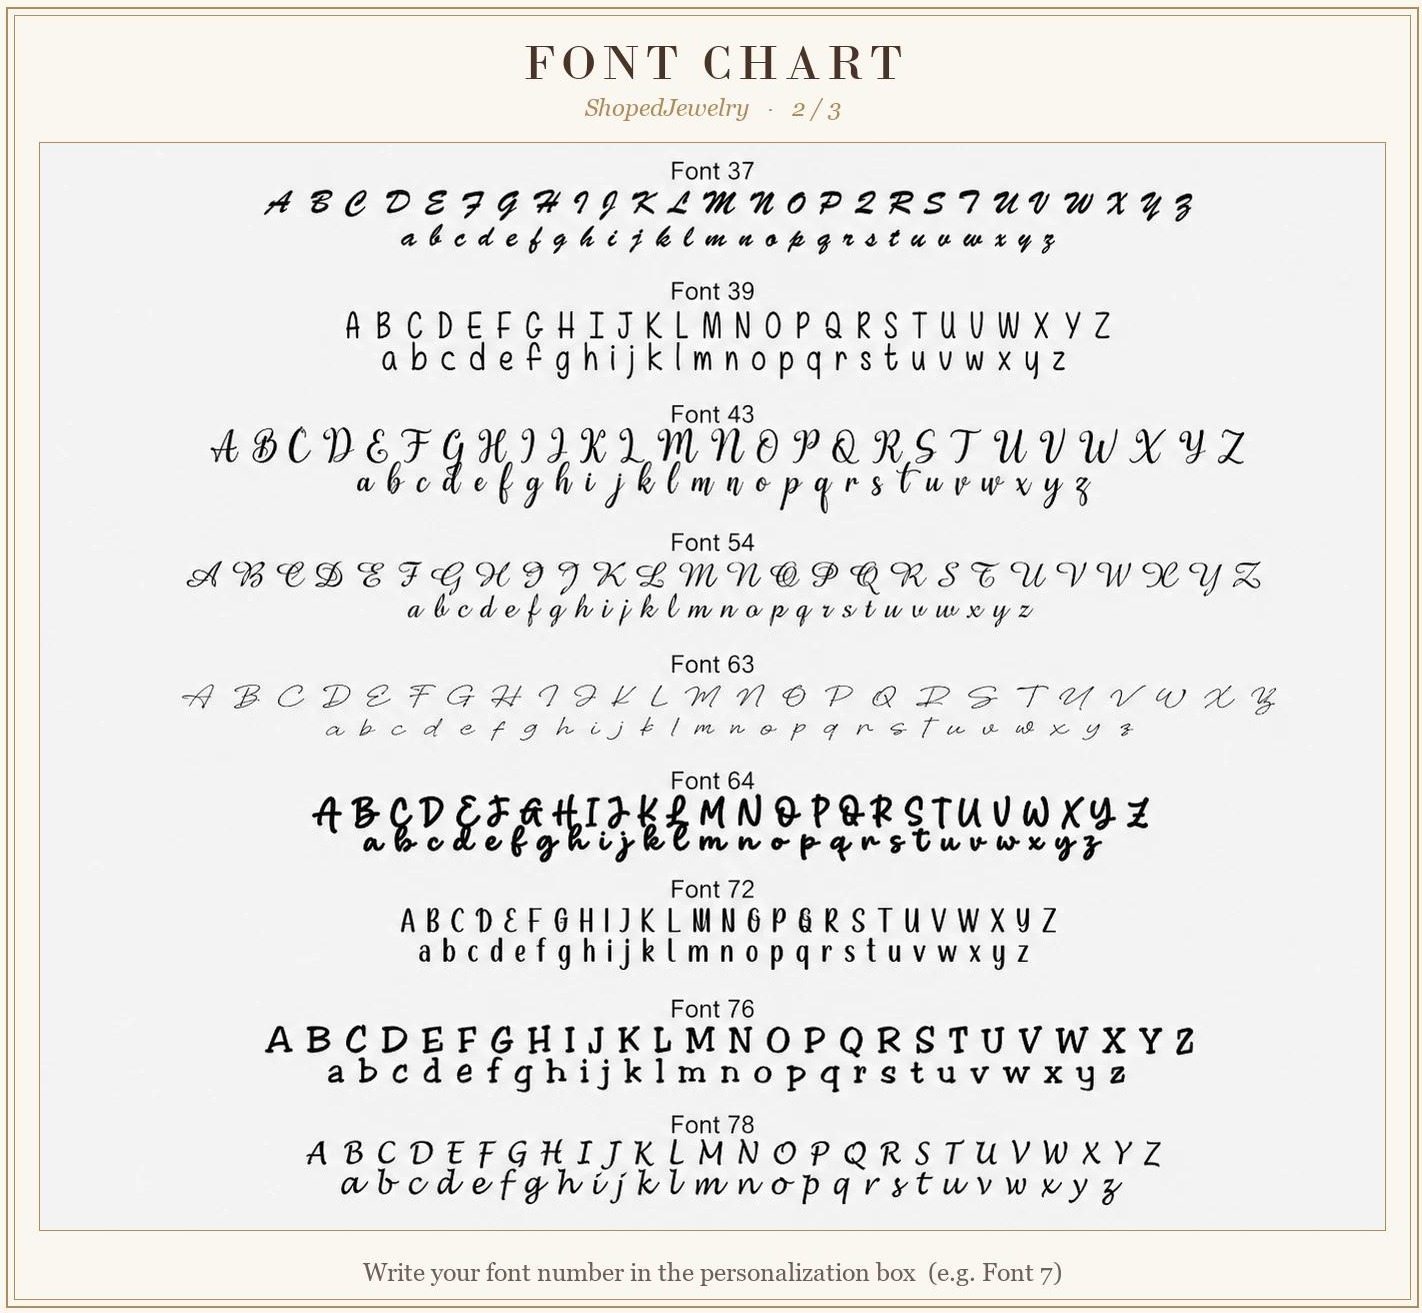 FONT CHART
ShopedJewelry · 2 / 3
Font 37
A B C D E F G H I J K L M N O P Q R S T U V W X Y Z
a b c d e f g h i j k l m n o p q r s t u v w x y z
Font 39
A B C D E F G H I J K L M N O P Q R S T U V W X Y Z
a b c d e f g h i j k l m n o p q r s t u v w x y z
Font 43
A B C D E F G H I J K L M N O P Q R S T U V W X Y Z
a b c d e f g h i j k l m n o p q r s t u v w x y z
Font 54
A B C D E F G H I J K L M N O P Q R S T U V W X Y Z
a b c d e f g h i j k l m n o p q r s t u v w x y z
Font 63
A B C D E F G H I J K L M N O P Q R S T U V W X Y
a b c d e f g h i j k l m n o p q r s t u v w x y z
Font 64
A B C D E F G H I J K L M N O P Q R S T U V W X Y Z
a b c d e f g h i j k l m n o p q r s t u v w x y z
Font 72
A B C D E F G H I J K L M N O P Q R S T U V W X Y Z
a b c d e f g h i j k l m n o p q r s t u v w x y z
Font 76
A B C D E F G H I J K L M N O P Q R S T U V W X Y Z
a b c d e f g h i j k l m n o p q r s t u v w x y z
Font 78
A B C D E F G H I J K L M N O P Q R S T U V W X Y Z
a b c d e f g h i j k l m n o p q r s t u v w x y z
Write your font number in the personalization box (e.g. Font 7)